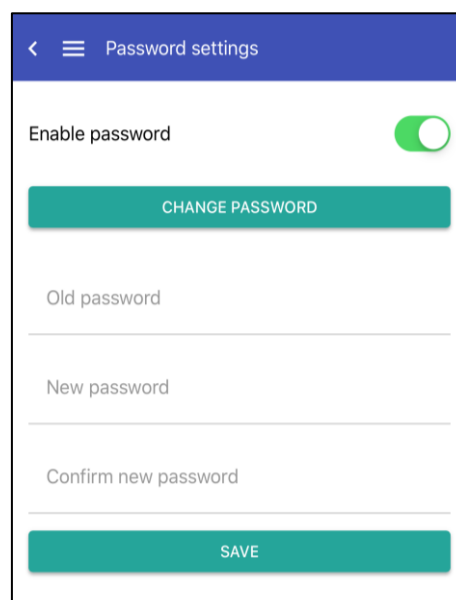 Password settings
Enable password
CHANGE PASSWORD
Old password
New password
Confirm new password
SAVE